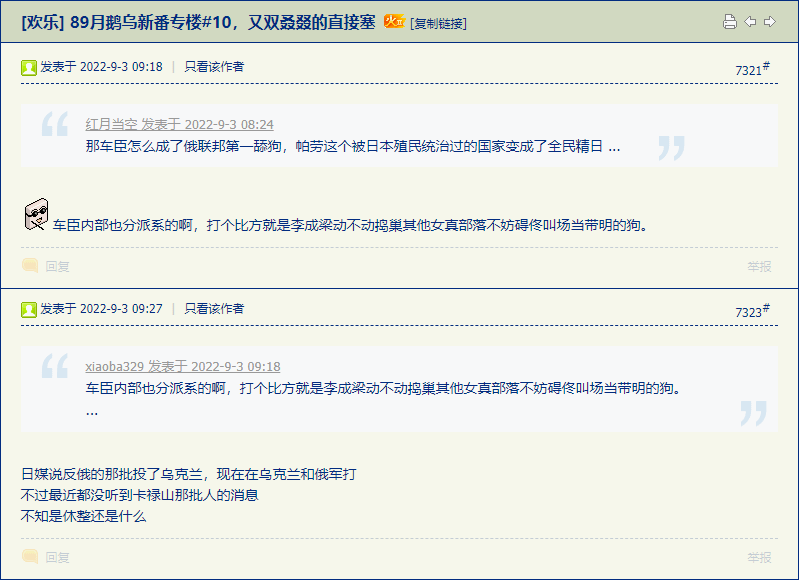 [欢乐] 89月鹅乌新番专楼#10，又双叒叕的直接塞 火 [复制链接]
发表于 2022-9-3 09:18 | 只看该作者 7321#
红月当空 发表于 2022-9-3 08:24
那车臣怎么成了俄联邦第一舔狗，帕劳这个被日本殖民统治过的国家变成了全民精日 ...
车臣内部也分派系的啊，打个比方就是李成梁动不动捣巢其他女真部落不妨碍佟叫场当带明的狗。
回复 举报
发表于 2022-9-3 09:27 | 只看该作者 7323#
xiaoba329 发表于 2022-9-3 09:18
车臣内部也分派系的啊，打个比方就是李成梁动不动捣巢其他女真部落不妨碍佟叫场当带明的狗。
...
日媒说反俄的那批投了乌克兰，现在在乌克兰和俄军打
不过最近都没听到卡禄山那批人的消息
不知是休整还是什么
回复 举报